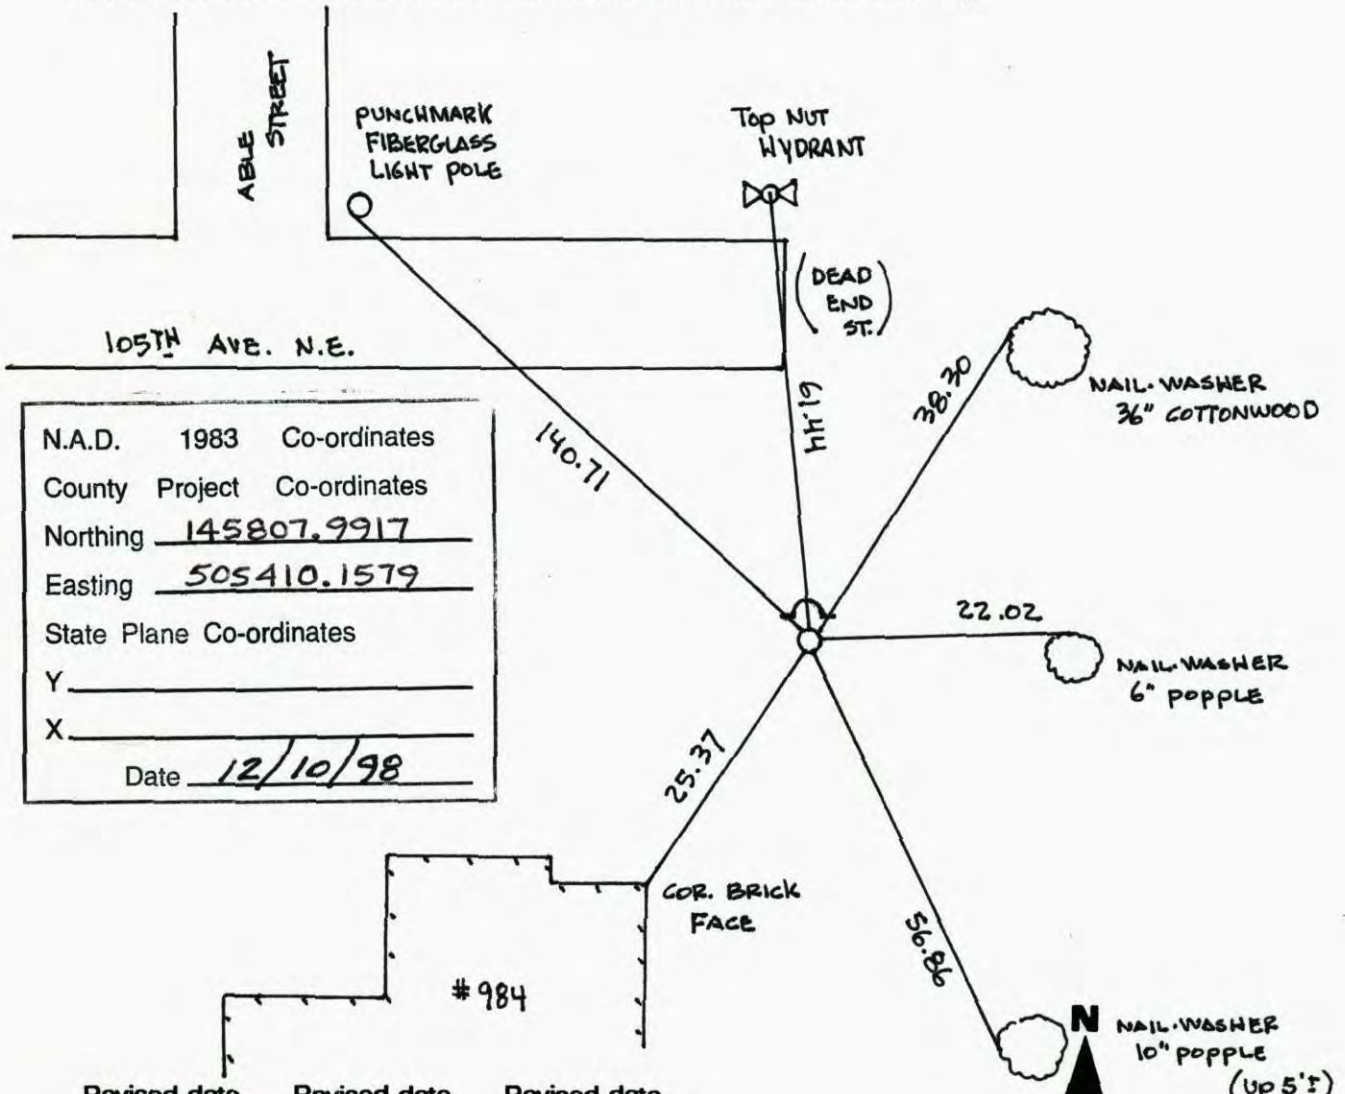 ABLE
STREET
PUNCHMARK
FIBERGLASS
LIGHT POLE
TOP NUT
HYDRANT
(DEAD
END
ST.)
105TH AVE. N.E.
NAIL·WASHER
36" COTTONWOOD
38.30
61.44
140.71
N.A.D. 1983 Co-ordinates
County Project Co-ordinates
Northing 145807.9917
Easting 505410.1579
State Plane Co-ordinates
Y
X
Date 12/10/98
22.02
NAIL·WASHER
6" POPPLE
25.37
COR. BRICK
FACE
56.86
#984
N
NAIL·WASHER
10" POPPLE
(UP 5'±)
Revised date Revised date Revised date